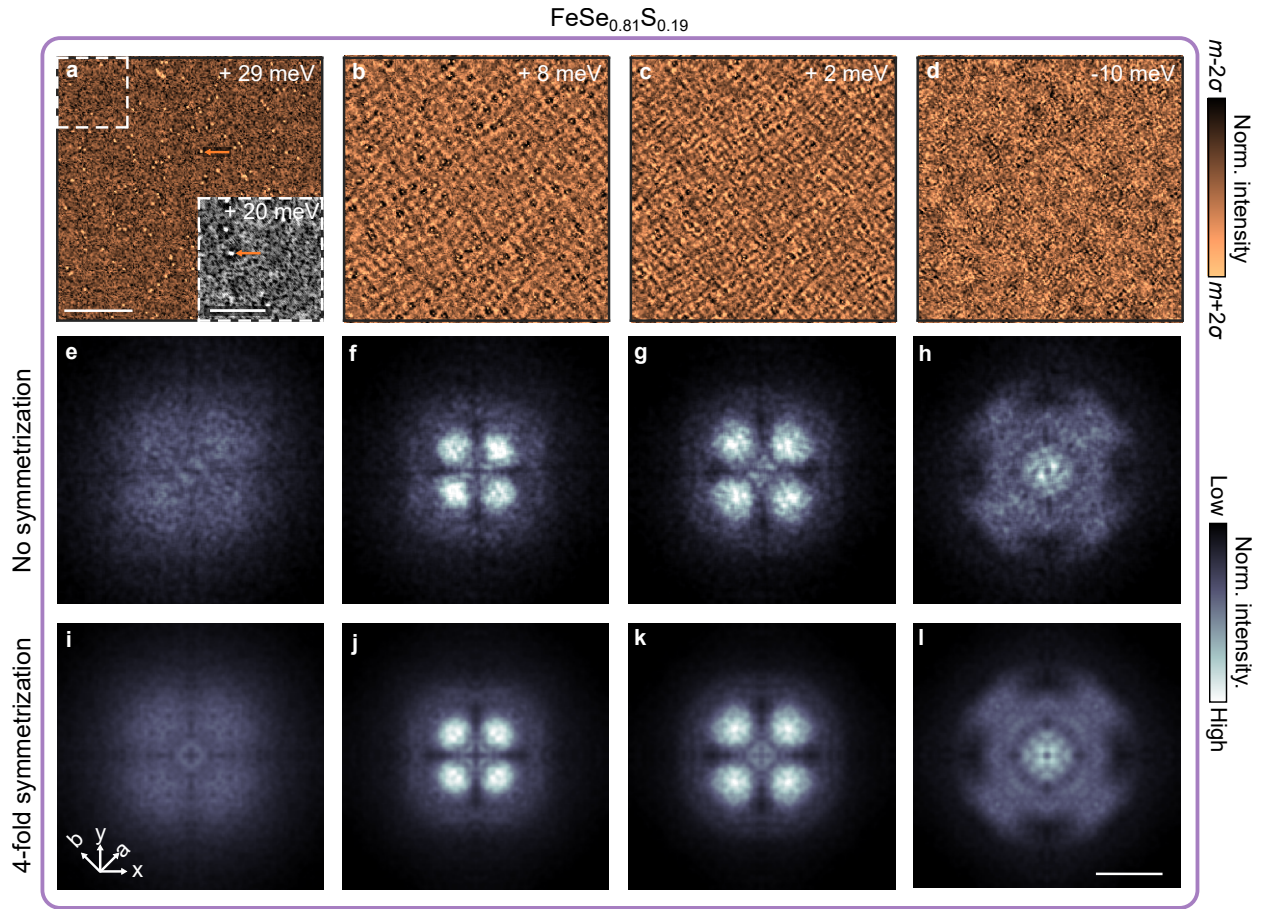 FeSe0.81S0.19
a + 29 meV
b + 8 meV
c + 2 meV
d -10 meV
+ 20 meV
m-2σ
Norm. intensity
m+2σ
No symmetrization
e
f
g
h
Low
Norm. intensity.
High
4-fold symmetrization
i
j
k
l
b
y
a
x